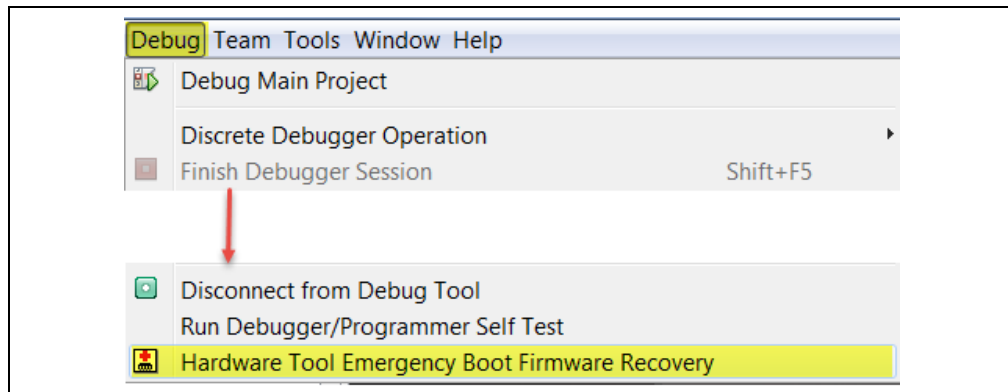 Debug Team Tools Window Help
Debug Main Project
Discrete Debugger Operation
Finish Debugger Session Shift+F5
Disconnect from Debug Tool
Run Debugger/Programmer Self Test
Hardware Tool Emergency Boot Firmware Recovery